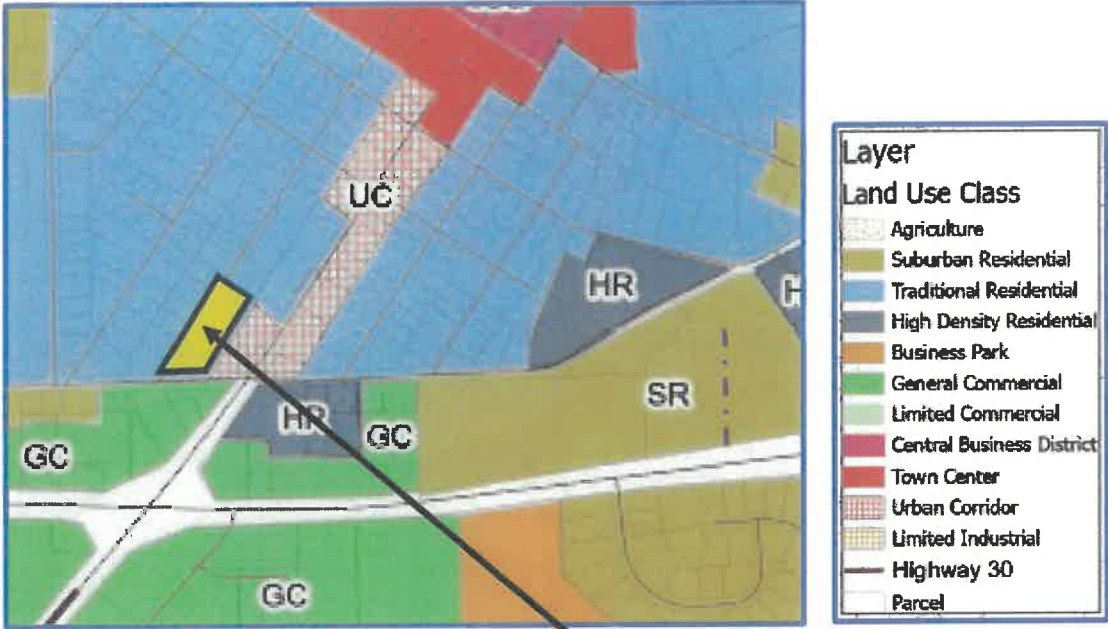 UC
HR
H
SR
HR
GC
GC
GC
Layer
Land Use Class
Agriculture
Suburban Residential
Traditional Residential
High Density Residential
Business Park
General Commercial
Limited Commercial
Central Business District
Town Center
Urban Corridor
Limited Industrial
Highway 30
Parcel